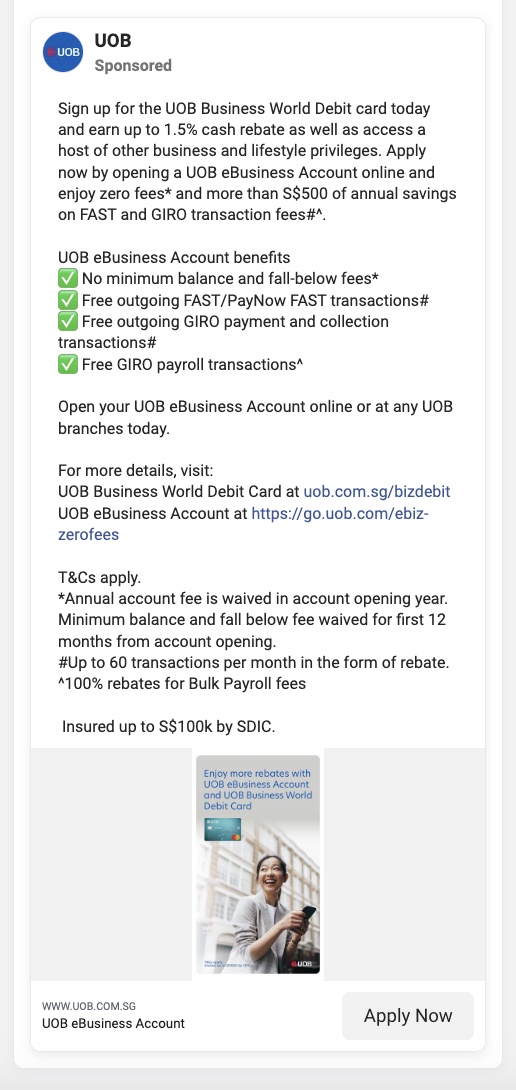 UOB
UOB
Sponsored
Sign up for the UOB Business World Debit card today
and earn up to 1.5% cash rebate as well as access a
host of other business and lifestyle privileges. Apply
now by opening a UOB eBusiness Account online and
enjoy zero fees* and more than S$500 of annual savings
on FAST and GIRO transaction fees#^.
UOB eBusiness Account benefits
✅ No minimum balance and fall-below fees*
✅ Free outgoing FAST/PayNow FAST transactions#
✅ Free outgoing GIRO payment and collection
transactions#
✅ Free GIRO payroll transactions^
Open your UOB eBusiness Account online or at any UOB
branches today.
For more details, visit:
UOB Business World Debit Card at uob.com.sg/bizdebit
UOB eBusiness Account at https://go.uob.com/ebiz-
zerofees
T&Cs apply.
*Annual account fee is waived in account opening year.
Minimum balance and fall below fee waived for first 12
months from account opening.
#Up to 60 transactions per month in the form of rebate.
^100% rebates for Bulk Payroll fees
Insured up to S$100k by SDIC.
Enjoy more rebates with
UOB eBusiness Account
and UOB Business World
Debit Card
UOB
WWW.UOB.COM.SG
UOB eBusiness Account
Apply Now